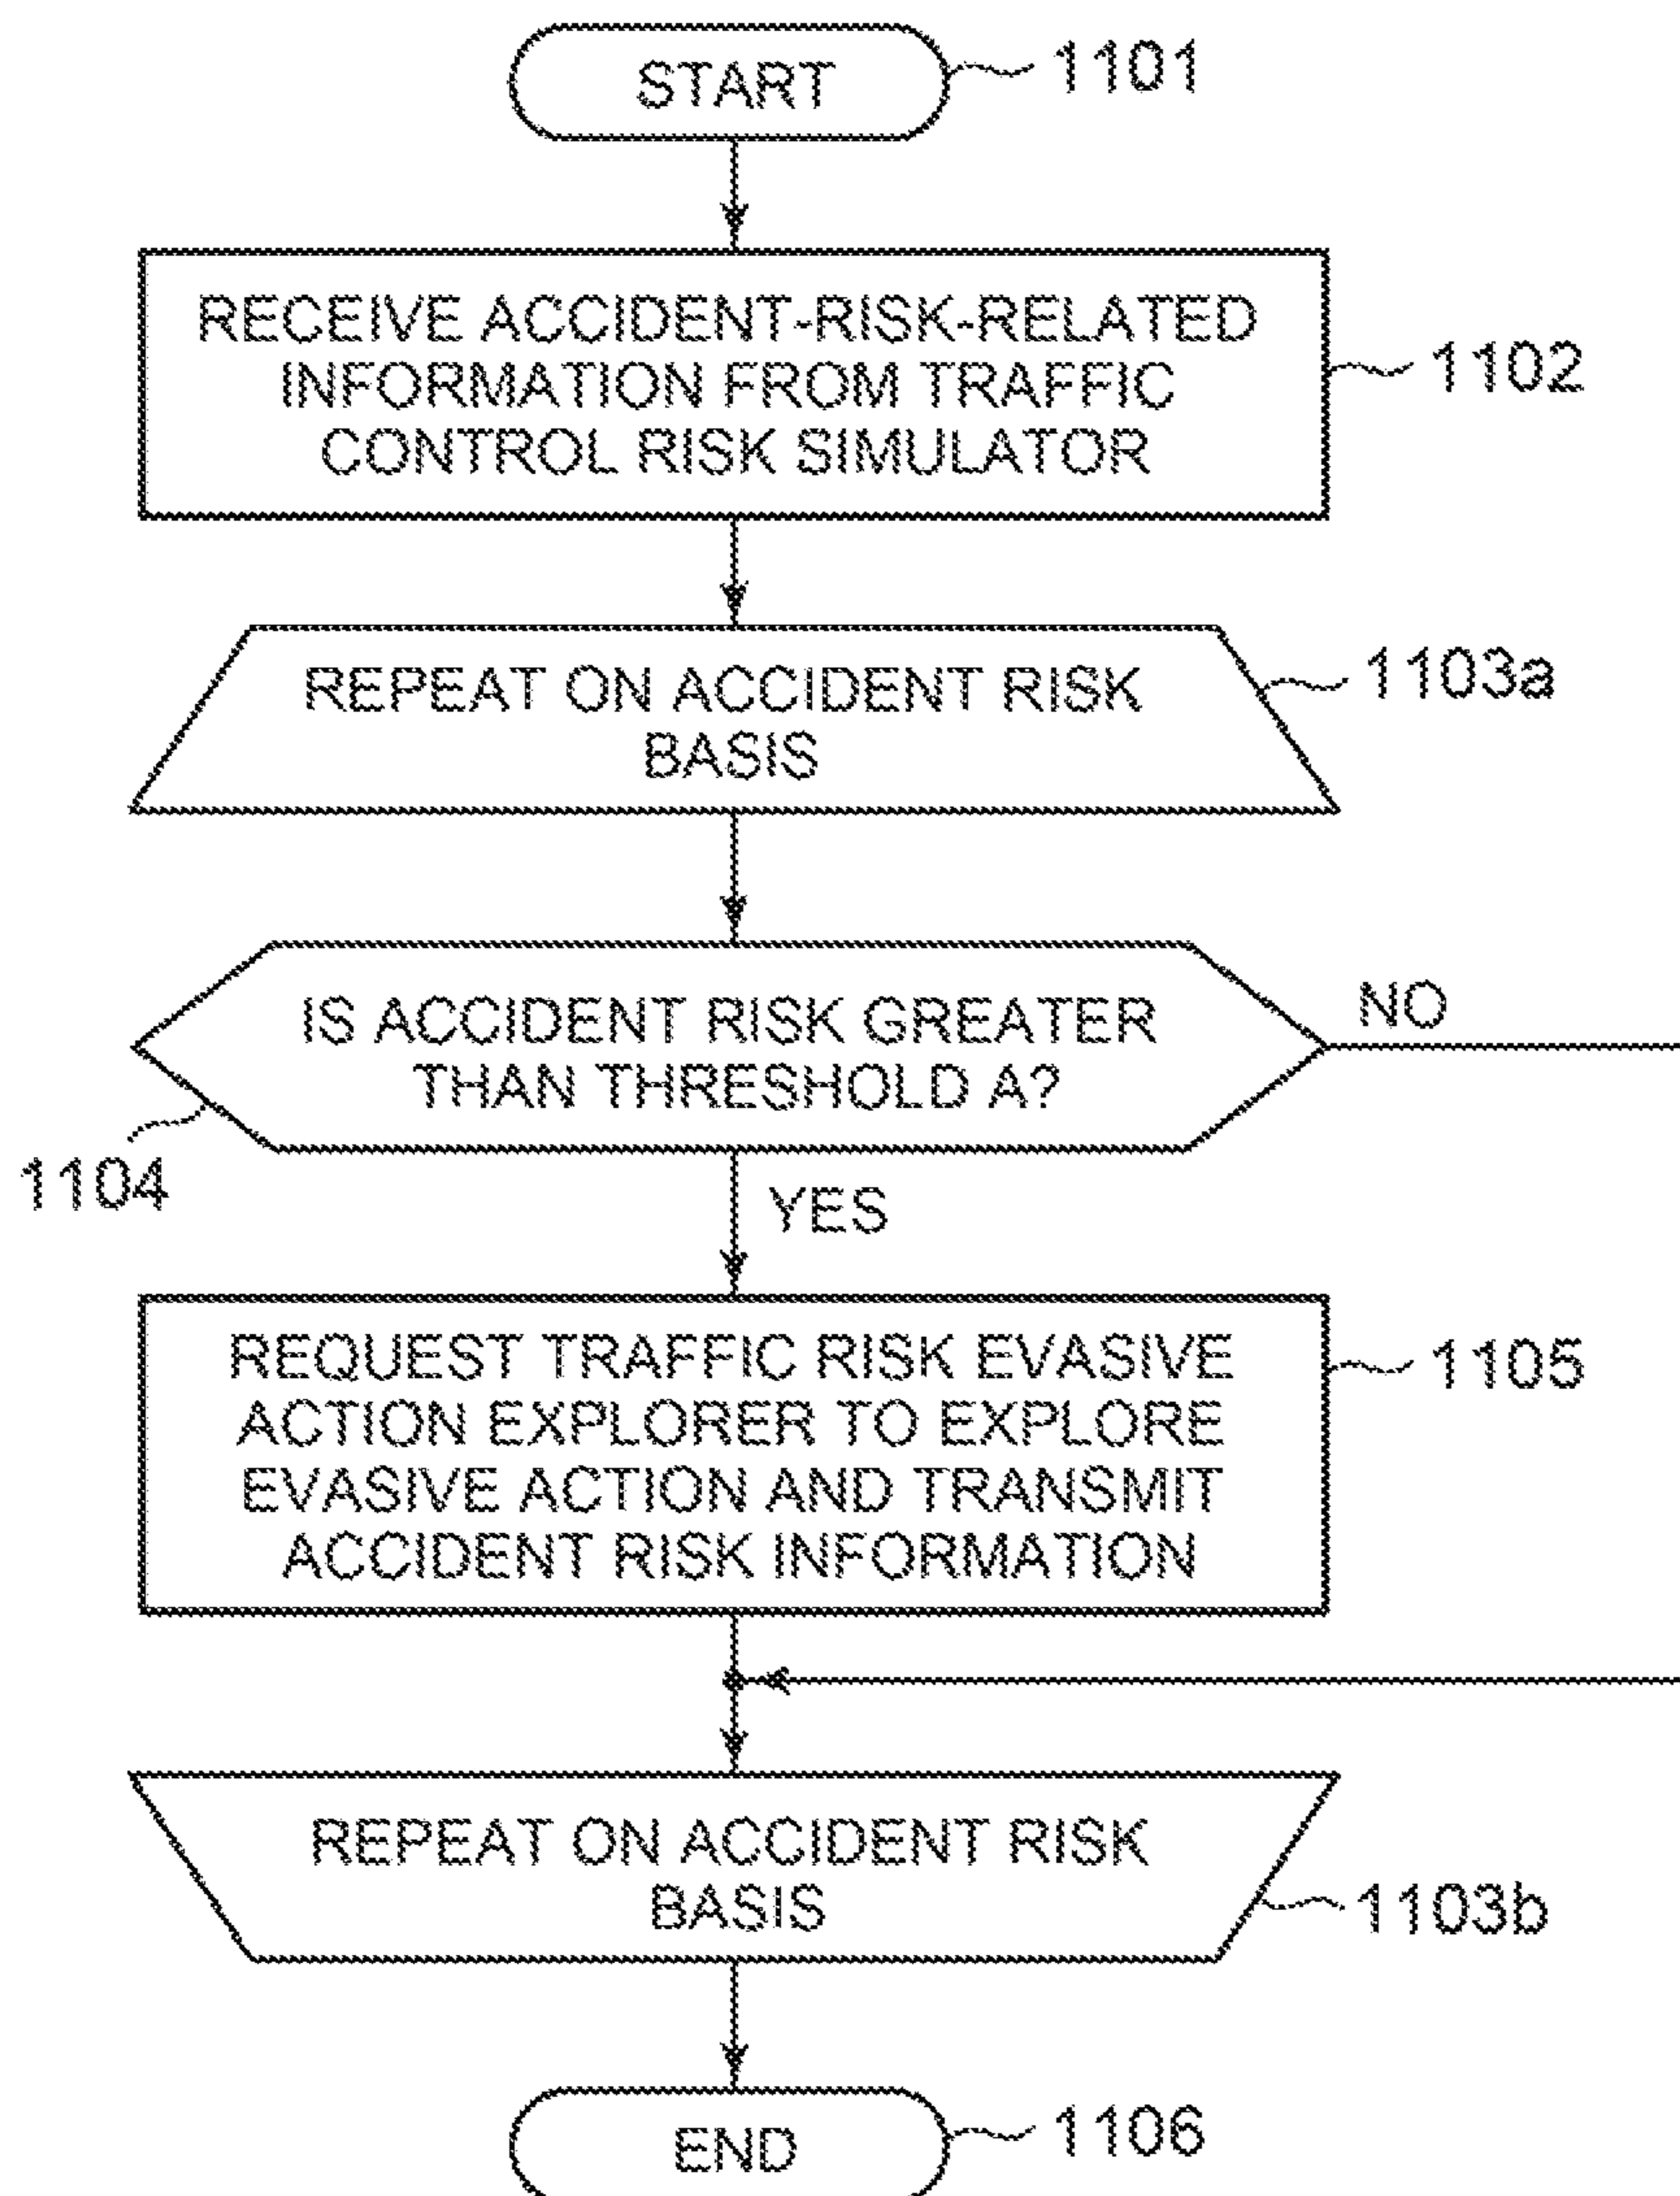 START
1101
RECEIVE ACCIDENT-RISK-RELATED
INFORMATION FROM TRAFFIC
CONTROL RISK SIMULATOR
1102
REPEAT ON ACCIDENT RISK
BASIS
1103a
IS ACCIDENT RISK GREATER
THAN THRESHOLD A?
NO
1104
YES
REQUEST TRAFFIC RISK EVASIVE
ACTION EXPLORER TO EXPLORE
EVASIVE ACTION AND TRANSMIT
ACCIDENT RISK INFORMATION
1105
REPEAT ON ACCIDENT RISK
BASIS
1103b
END
1106